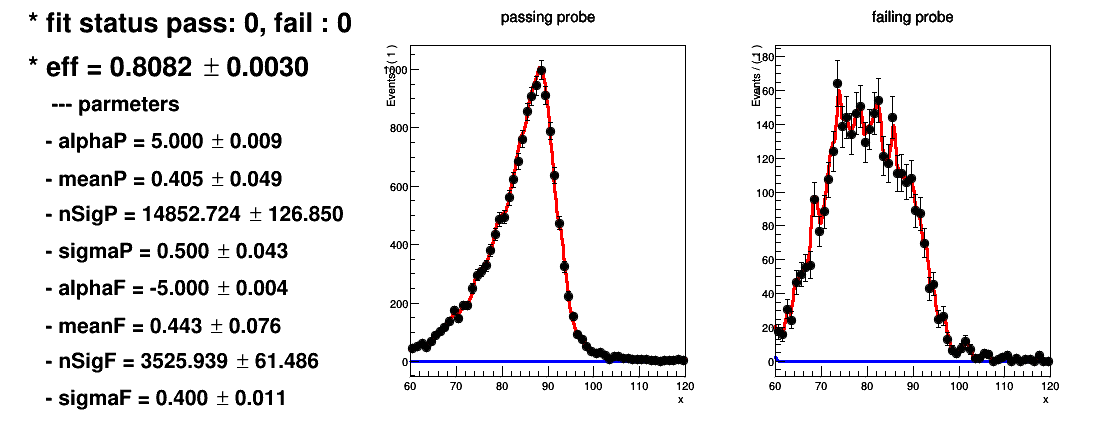 * fit status pass: 0, fail : 0
* eff = 0.8082 ± 0.0030
--- parmeters
- alphaP = 5.000 ± 0.009
- meanP = 0.405 ± 0.049
- nSigP = 14852.724 ± 126.850
- sigmaP = 0.500 ± 0.043
- alphaF = -5.000 ± 0.004
- meanF = 0.443 ± 0.076
- nSigF = 3525.939 ± 61.486
- sigmaF = 0.400 ± 0.011
passing probe
Events / ( 1 )
1000
800
600
400
200
0
60 70 80 90 100 110 120
x
failing probe
Events / ( 1 )
180
160
140
120
100
80
60
40
20
0
60 70 80 90 100 110 120
x